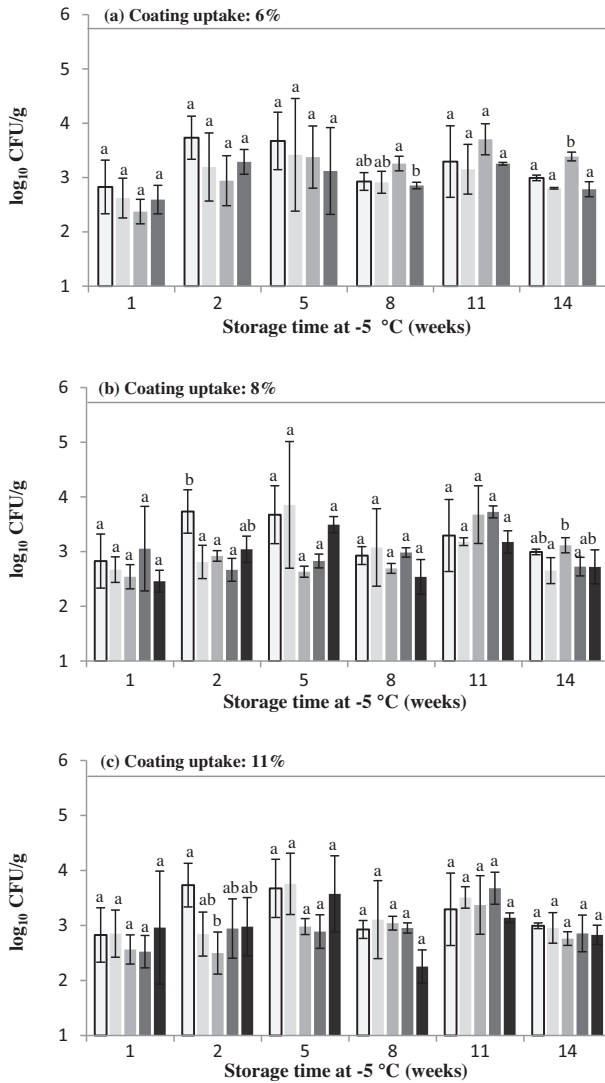 (a) Coating uptake: 6%
log10 CFU/g
6
5
4
3
2
1
a a a a a a a a a a a a ab ab a b a a a a a a b a
1 2 5 8 11 14
Storage time at -5 °C (weeks)
(b) Coating uptake: 8%
log10 CFU/g
6
5
4
3
2
1
a a a a a b a a a ab a a a a a a a a a a a a a a a ab a b a ab
1 2 5 8 11 14
Storage time at -5 °C (weeks)
(c) Coating uptake: 11%
log10 CFU/g
6
5
4
3
2
1
a a a a a a ab b ab ab a a a a a a a a a a a a a a a a a a a a
1 2 5 8 11 14
Storage time at -5 °C (weeks)